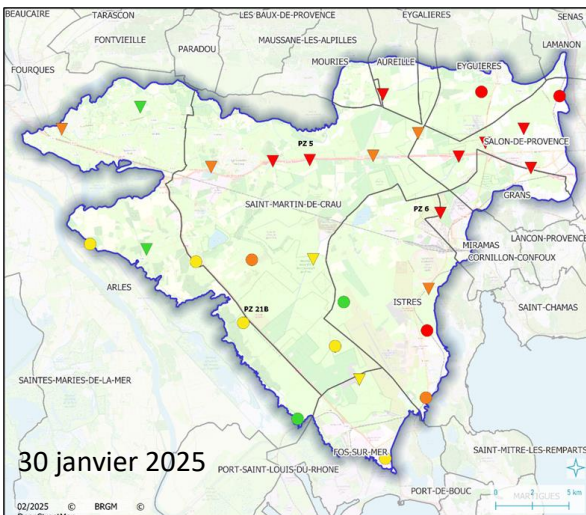 BEAUCAIRE TARASCON LES BAUX-DE-PROVENCE EYGALIERES SENAS
FONTVIEILLE MAUSSANE-LES-ALPILLES LAMANON
PARADOU MOURIES AUREILLE EYGUIERES
FOURQUES
PZ 5 SALON-DE-PROVENCE
SAINT-MARTIN-DE-CRAU PZ 6 GRANS
LANCON-PROVENCE
MIRAMAS
CORNILLON-CONFOUX
ARLES
ISTRES SAINT-CHAMAS
PZ 21B
SAINTES-MARIES-DE-LA-MER
FOS-SUR-MER SAINT-MITRE-LES-REMPARTS
30 janvier 2025
PORT-SAINT-LOUIS-DU-RHONE
PORT-DE-BOUC
0 2 5 km
MARTIGUES
02/2025 © BRGM ©